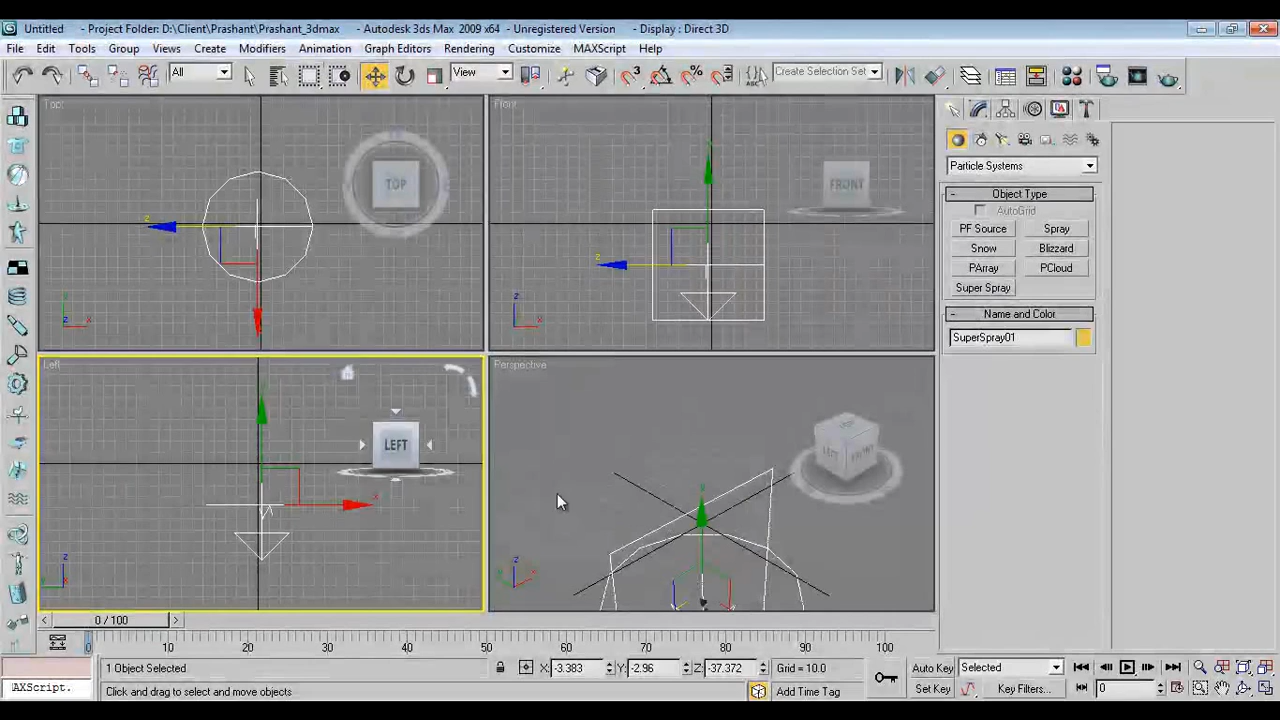 Untitled - Project Folder: D:\Client\Prashant\Prashant_3dmax - Autodesk 3ds Max 2009 x64 - Unregistered Version - Display : Direct 3D
File Edit Tools Group Views Create Modifiers Animation Graph Editors Rendering Customize MAXScript Help
All View Create Selection Set
Top Front
TOP FRONT
Particle Systems
- Object Type
AutoGrid
PF Source Spray
Snow Blizzard
PArray PCloud
Super Spray
- Name and Color
SuperSpray01
Left Perspective
LEFT
LEFT FRONT
0 / 100
0 10 20 30 40 50 60 70 80 90 100
1 Object Selected X: -3.383 Y: -2.96 Z: -37.372 Grid = 10.0 Auto Key Selected
AXScript. Click and drag to select and move objects Add Time Tag Set Key Key Filters... 0